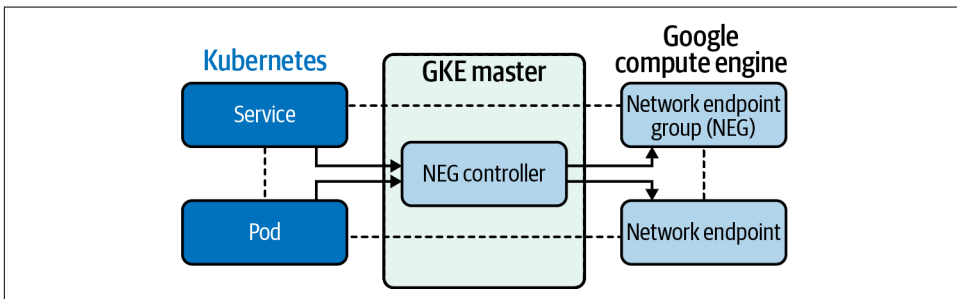 Kubernetes
GKE master
Google
compute engine
Service
Network endpoint
group (NEG)
NEG controller
Pod
Network endpoint